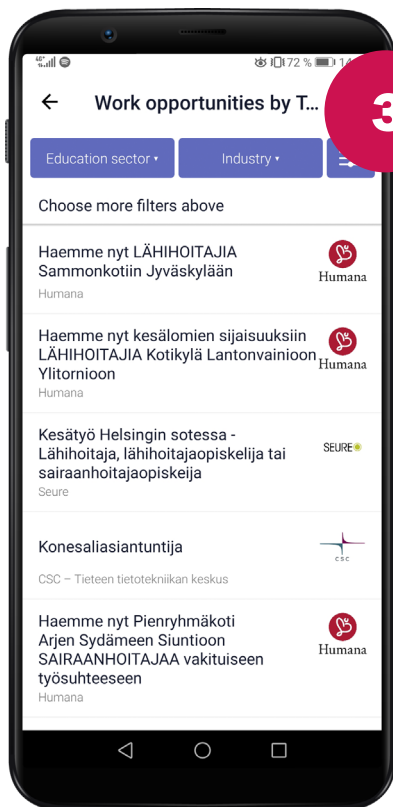 4G+
72 %
14
3
Work opportunities by T...
Education sector
Industry
Choose more filters above
Haemme nyt LÄHIHOITAJIA
Sammonkotiin Jyväskylään
Humana
Humana
Haemme nyt kesälomien sijaisuuksiin
LÄHIHOITAJIA Kotikylä Lantonvainioon
Ylitornioon
Humana
Humana
Kesätyö Helsingin sotessa -
Lähihoitaja, lähihoitajaopiskelija tai
sairaanhoitajaopiskeija
Seure
SEURE
Konesaliasiantuntija
CSC – Tieteen tietotekniikan keskus
CSC
Haemme nyt Pienryhmäkoti
Arjen Sydämeen Siuntioon
SAIRAANHOITAJAA vakituiseen
työsuhteeseen
Humana
Humana